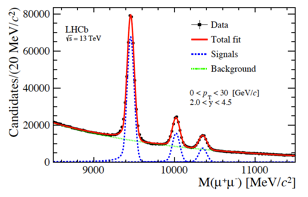 Candidates/(20 MeV/c²)
80000
60000
40000
20000
0
LHCb
√s = 13 TeV
Data
Total fit
Signals
Background
0 < p_T < 30 [GeV/c]
2.0 < y < 4.5
9000
10000
11000
M(μ⁺μ⁻) [MeV/c²]